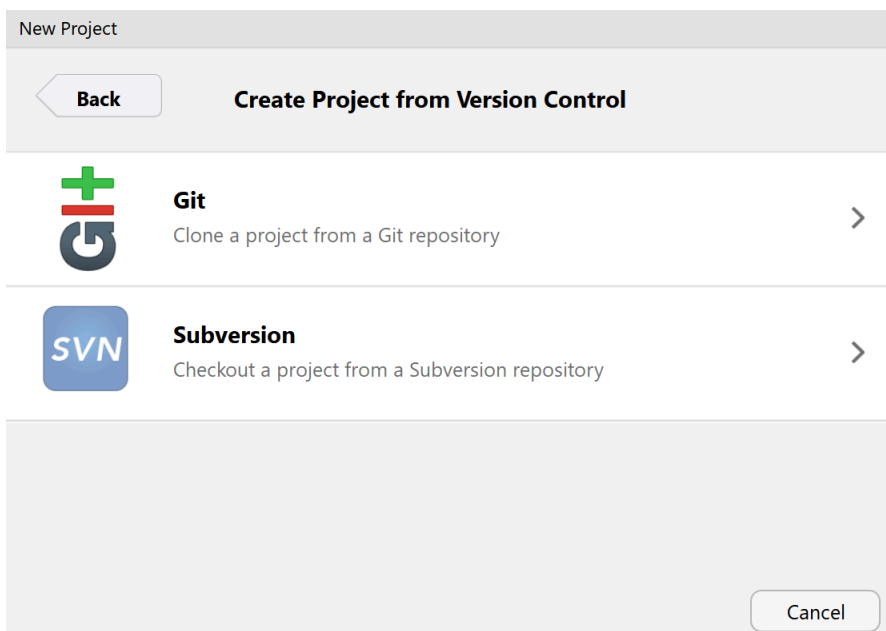 New Project
Back
Create Project from Version Control
Git
Git
Clone a project from a Git repository
SVN
Subversion
Checkout a project from a Subversion repository
Cancel